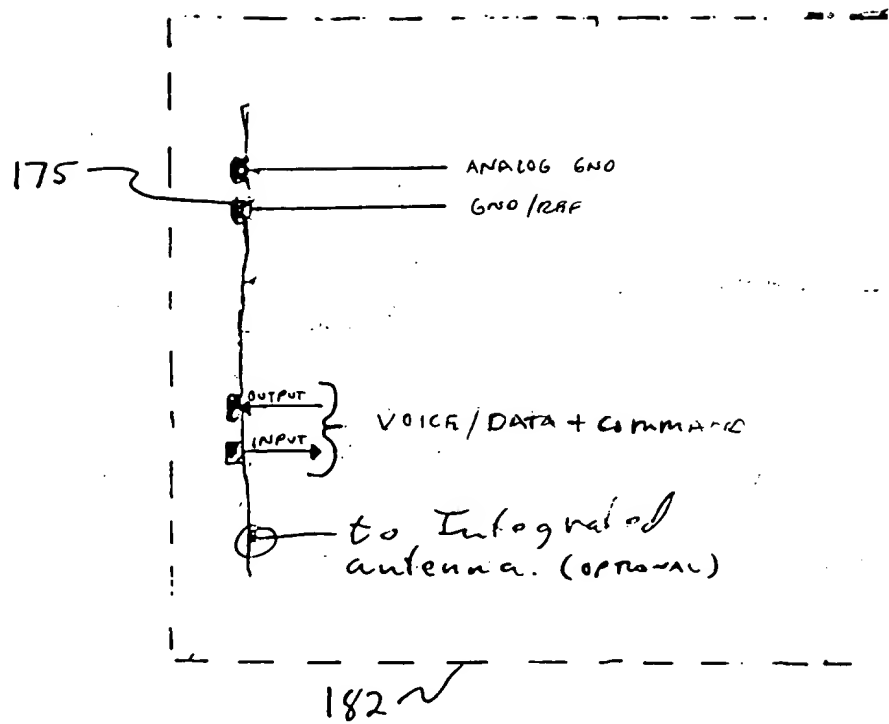 175
ANALOG GND
GND/REF
OUTPUT
VOICE/DATA + COMMAND
INPUT
to Integrated
antenna. (OPTIONAL)
182